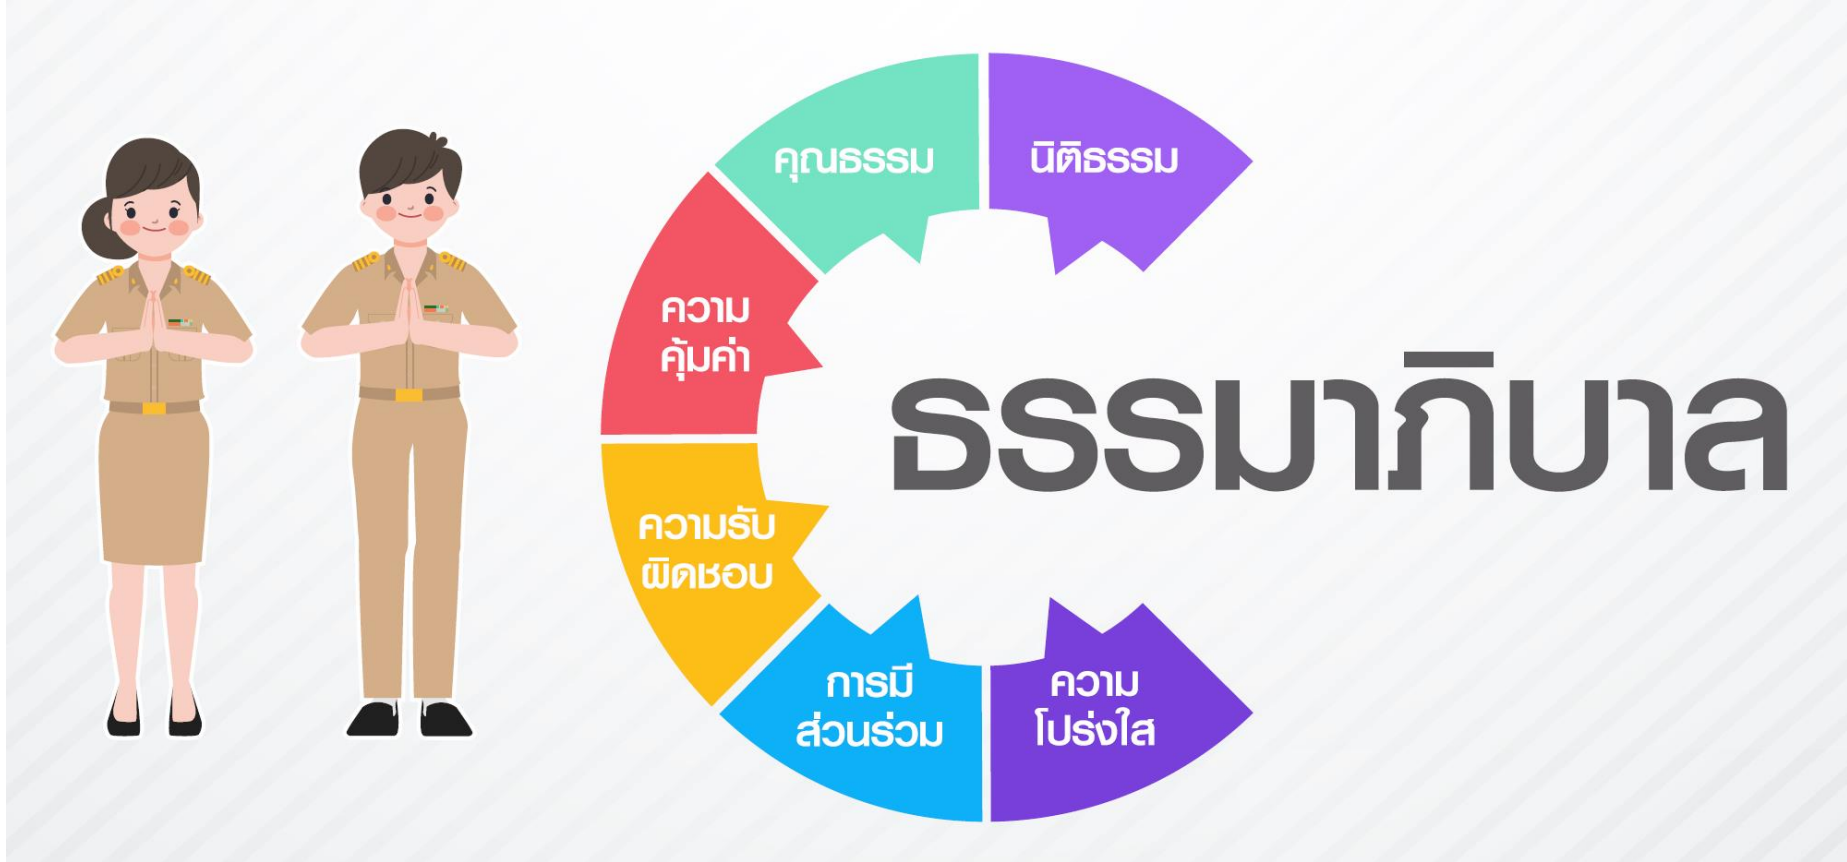 คุณธรรม
นิติธรรม
ความ
คุ้มค่า
ธรรมาภิบาล
ความรับ
ผิดชอบ
การมี
ส่วนร่วม
ความ
โปร่งใส